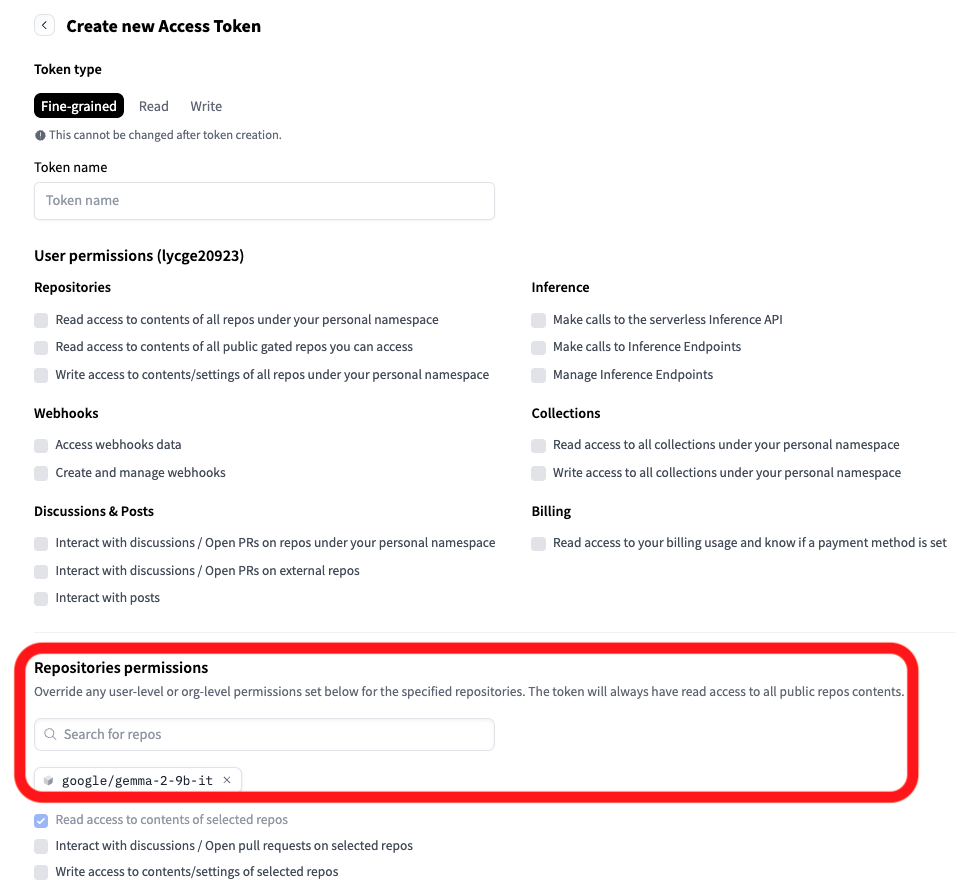 Create new Access Token
Token type
Fine-grained Read Write
This cannot be changed after token creation.
Token name
Token name
User permissions (lycge20923)
Repositories
Read access to contents of all repos under your personal namespace
Read access to contents of all public gated repos you can access
Write access to contents/settings of all repos under your personal namespace
Inference
Make calls to the serverless Inference API
Make calls to Inference Endpoints
Manage Inference Endpoints
Webhooks
Access webhooks data
Create and manage webhooks
Collections
Read access to all collections under your personal namespace
Write access to all collections under your personal namespace
Discussions & Posts
Interact with discussions / Open PRs on repos under your personal namespace
Interact with discussions / Open PRs on external repos
Interact with posts
Billing
Read access to your billing usage and know if a payment method is set
Repositories permissions
Override any user-level or org-level permissions set below for the specified repositories. The token will always have read access to all public repos contents.
Search for repos
google/gemma-2-9b-it ×
Read access to contents of selected repos
Interact with discussions / Open pull requests on selected repos
Write access to contents/settings of selected repos